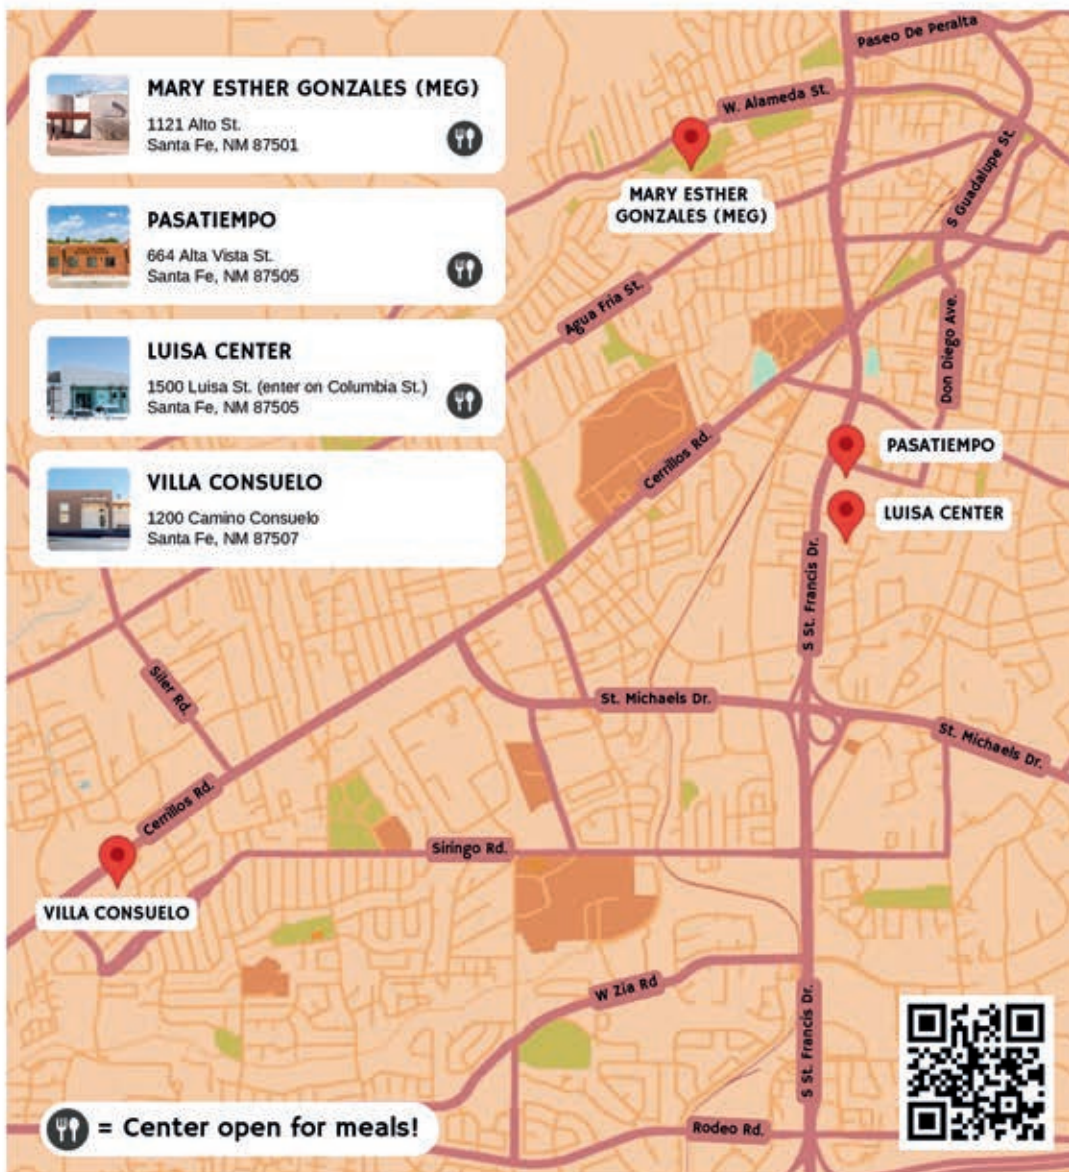 MARY ESTHER GONZALES (MEG)
1121 Alto St.
Santa Fe, NM 87501
PASATIEMPO
664 Alta Vista St.
Santa Fe, NM 87505
LUISA CENTER
1500 Luisa St. (enter on Columbia St.)
Santa Fe, NM 87505
VILLA CONSUELO
1200 Camino Consuelo
Santa Fe, NM 87507
Paseo De Peralta
W. Alameda St.
S Guadalupe St.
MARY ESTHER
GONZALES (MEG)
Agua Fria St.
Don Diego Ave.
Cerrillos Rd.
PASATIEMPO
LUISA CENTER
S St. Francis Dr.
Siler Rd.
St. Michaels Dr.
St. Michaels Dr.
Cerrillos Rd.
Siringo Rd.
VILLA CONSUELO
W Zia Rd
S St. Francis Dr.
Rodeo Rd.
= Center open for meals!